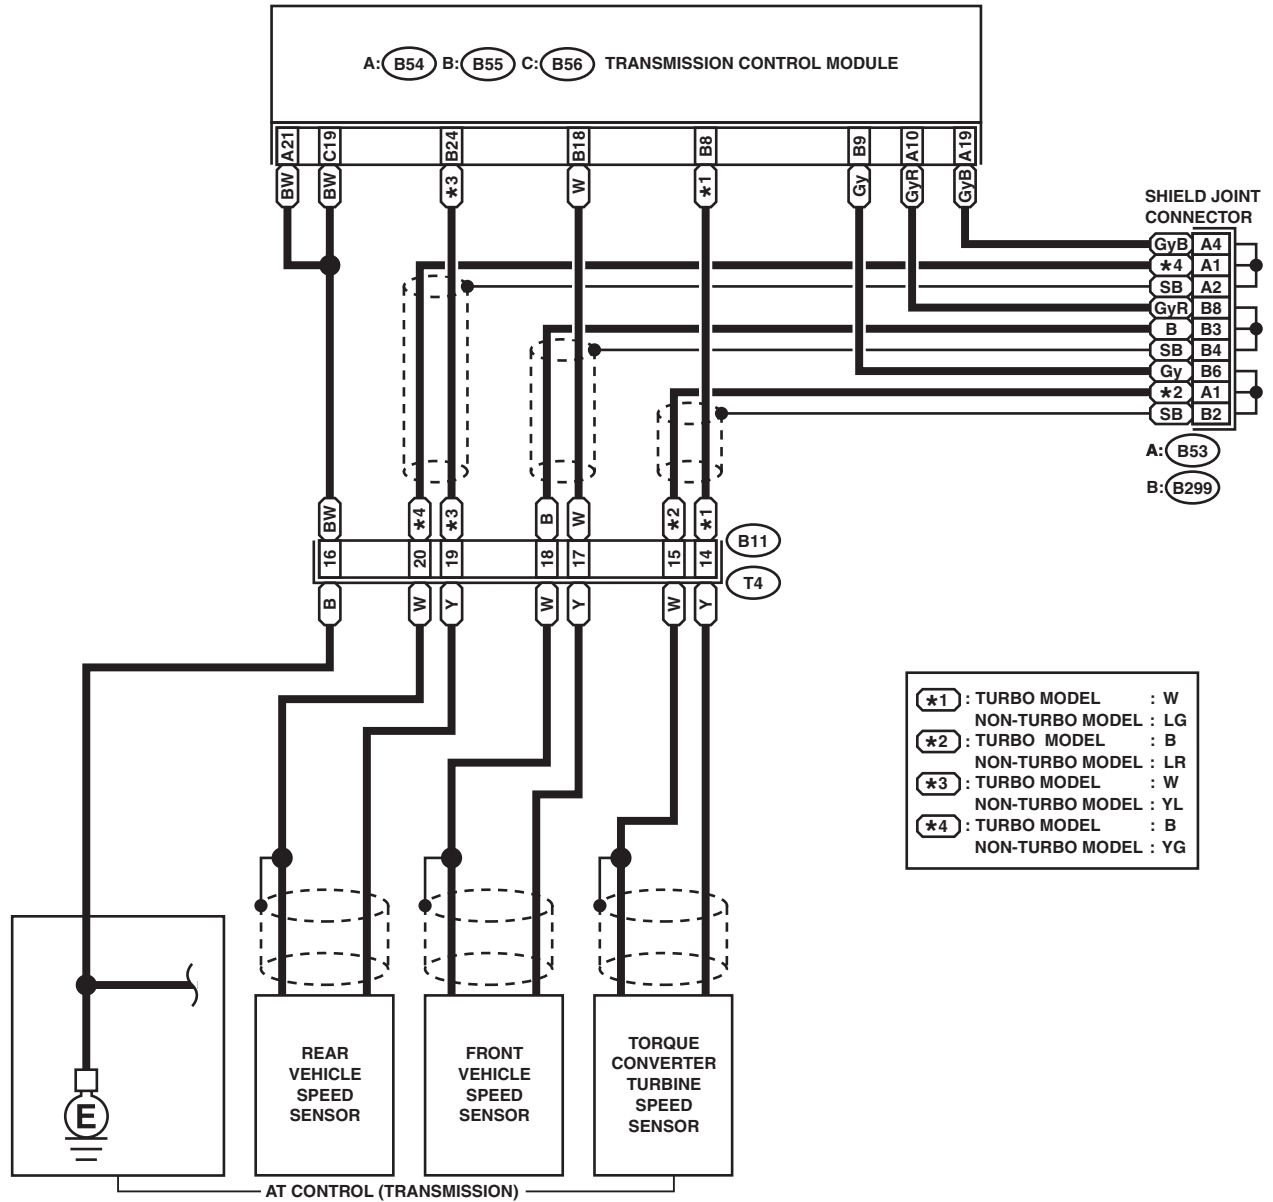 A: B54 B: B55 C: B56 TRANSMISSION CONTROL MODULE
A21 C19 B24 B18 B8 B9 A10 A19
BW BW *3 W *1 Gy GyR GyB
SHIELD JOINT
CONNECTOR
GyB A4
*4 A1
SB A2
GyR B8
B B3
SB B4
Gy B6
*2 A1
SB B2
A: B53
B: B299
BW *4 *3 B W *2 *1
B11
16 20 19 18 17 15 14
T4
B W Y W Y W Y
*1 : TURBO MODEL : W
NON-TURBO MODEL : LG
*2 : TURBO MODEL : B
NON-TURBO MODEL : LR
*3 : TURBO MODEL : W
NON-TURBO MODEL : YL
*4 : TURBO MODEL : B
NON-TURBO MODEL : YG
E
REAR
VEHICLE
SPEED
SENSOR
FRONT
VEHICLE
SPEED
SENSOR
TORQUE
CONVERTER
TURBINE
SPEED
SENSOR
AT CONTROL (TRANSMISSION)